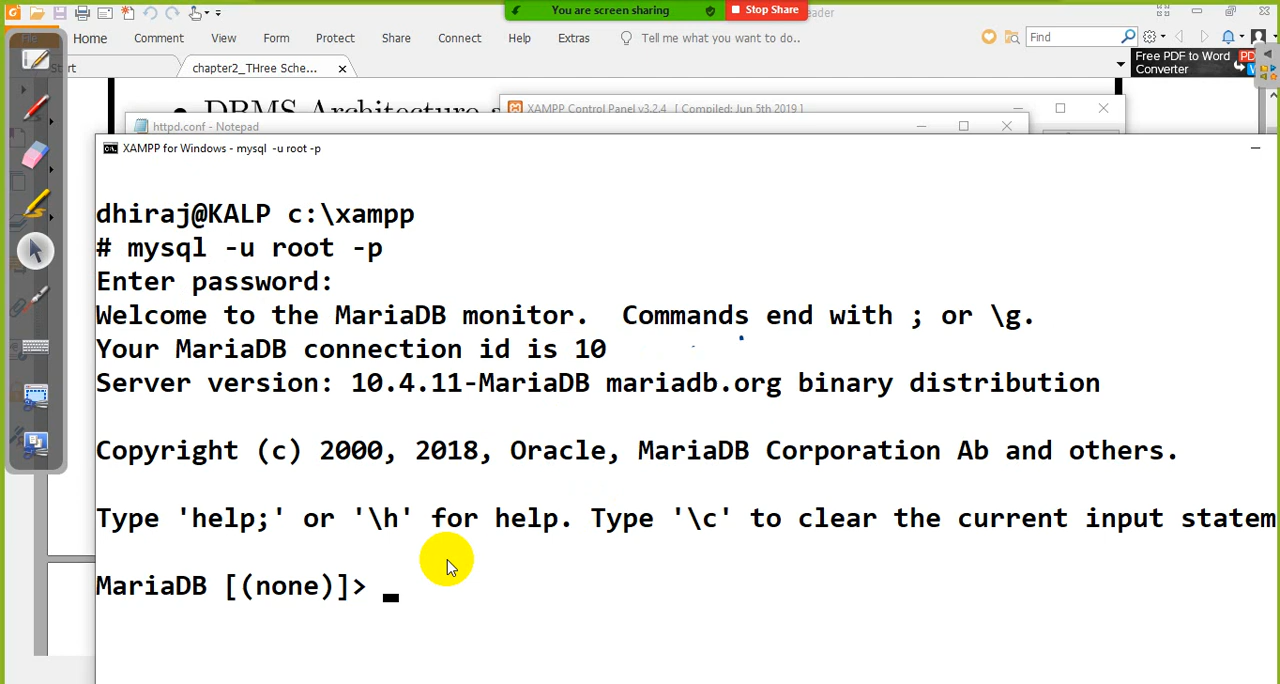 You are screen sharing
Stop Share
Home
Comment
View
Form
Protect
Share
Connect
Help
Extras
Tell me what you want to do..
Find
chapter2_THree Sche...
Free PDF to Word
Converter
• DBMS Architecture
XAMPP Control Panel v3.2.4 [ Compiled: Jun 5th 2019 ]
httpd.conf - Notepad
XAMPP for Windows - mysql -u root -p
dhiraj@KALP c:\xampp
# mysql -u root -p
Enter password:
Welcome to the MariaDB monitor.  Commands end with ; or \g.
Your MariaDB connection id is 10
Server version: 10.4.11-MariaDB mariadb.org binary distribution
Copyright (c) 2000, 2018, Oracle, MariaDB Corporation Ab and others.
Type 'help;' or '\h' for help. Type '\c' to clear the current input statem
MariaDB [(none)]>